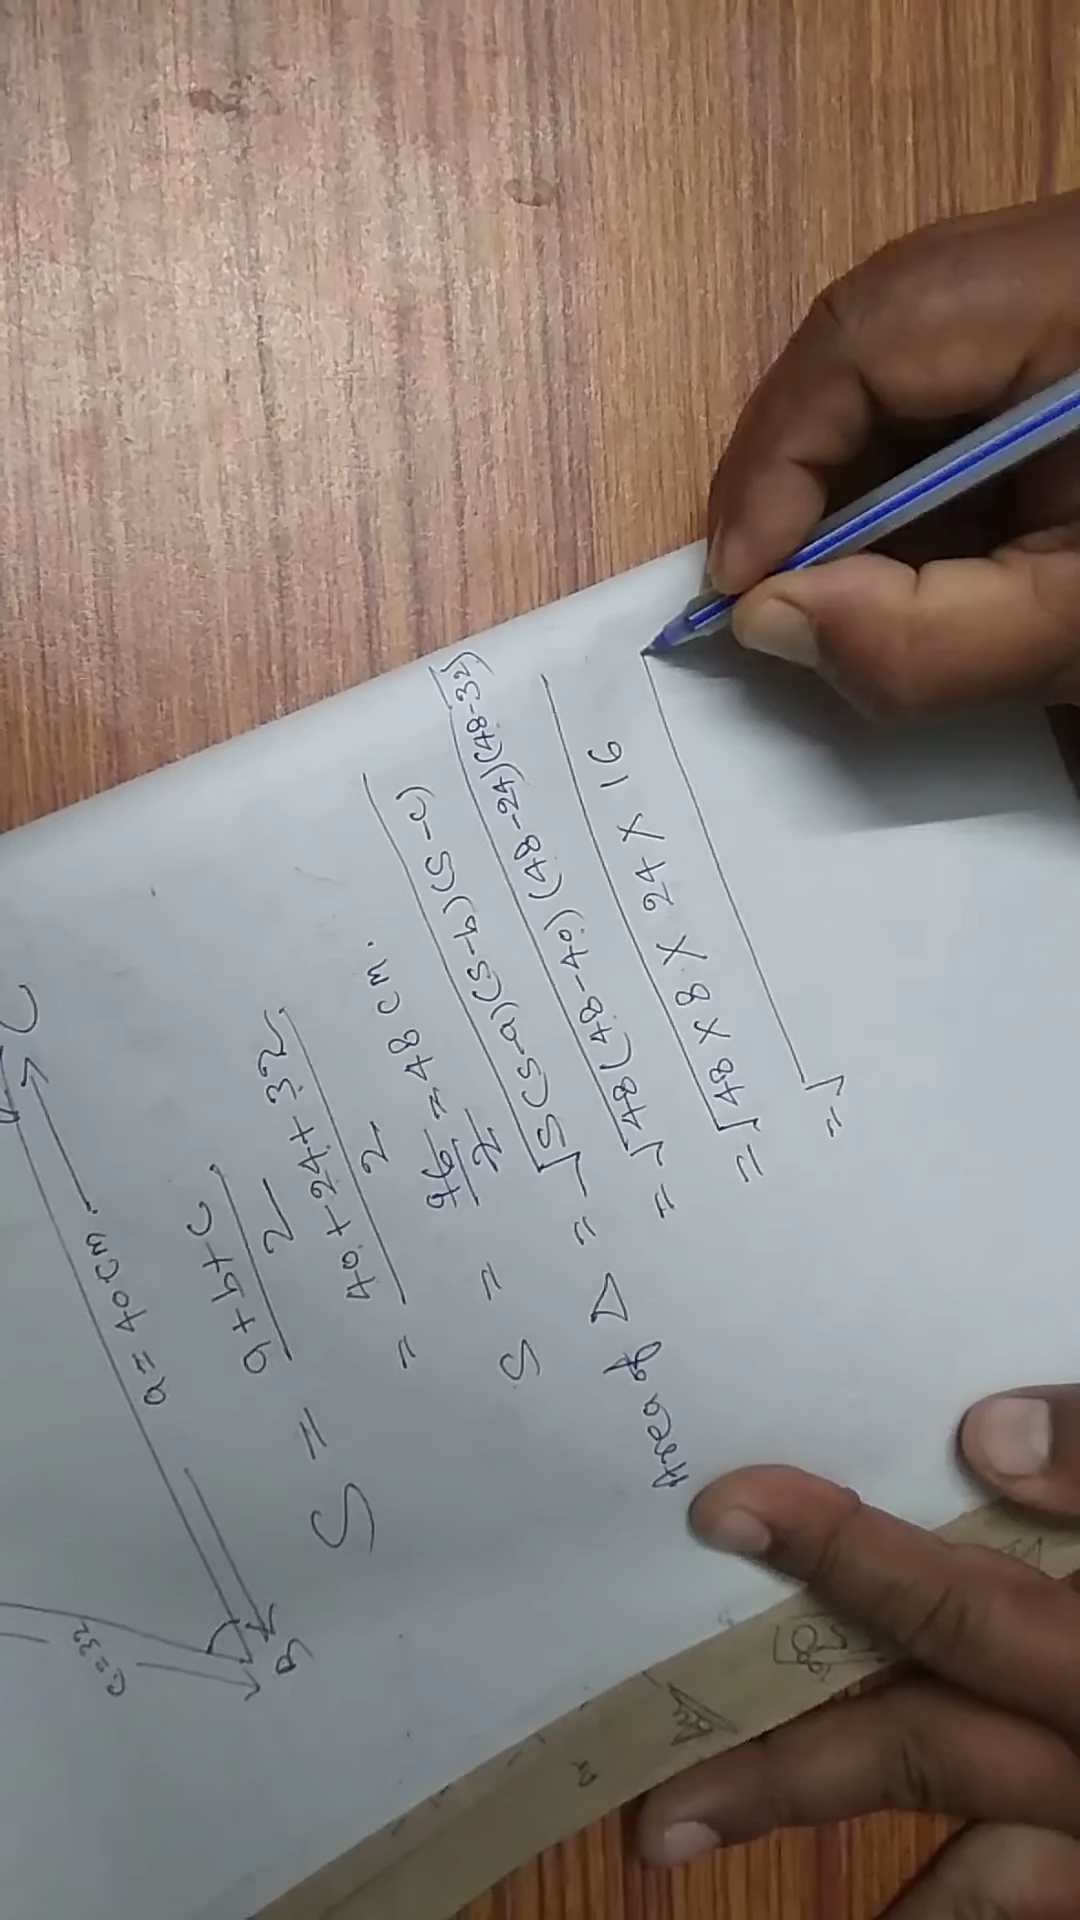 C
a = 40 cm.
c = 32
B
S = a+b+c
2
= 40+24+32
2
S = 96 = 48 cm.
2
Area of △ = √S(S-a)(S-b)(S-c)
= √48(48-40)(48-24)(48-32)
= √48 X 8 X 24 X 16
= √